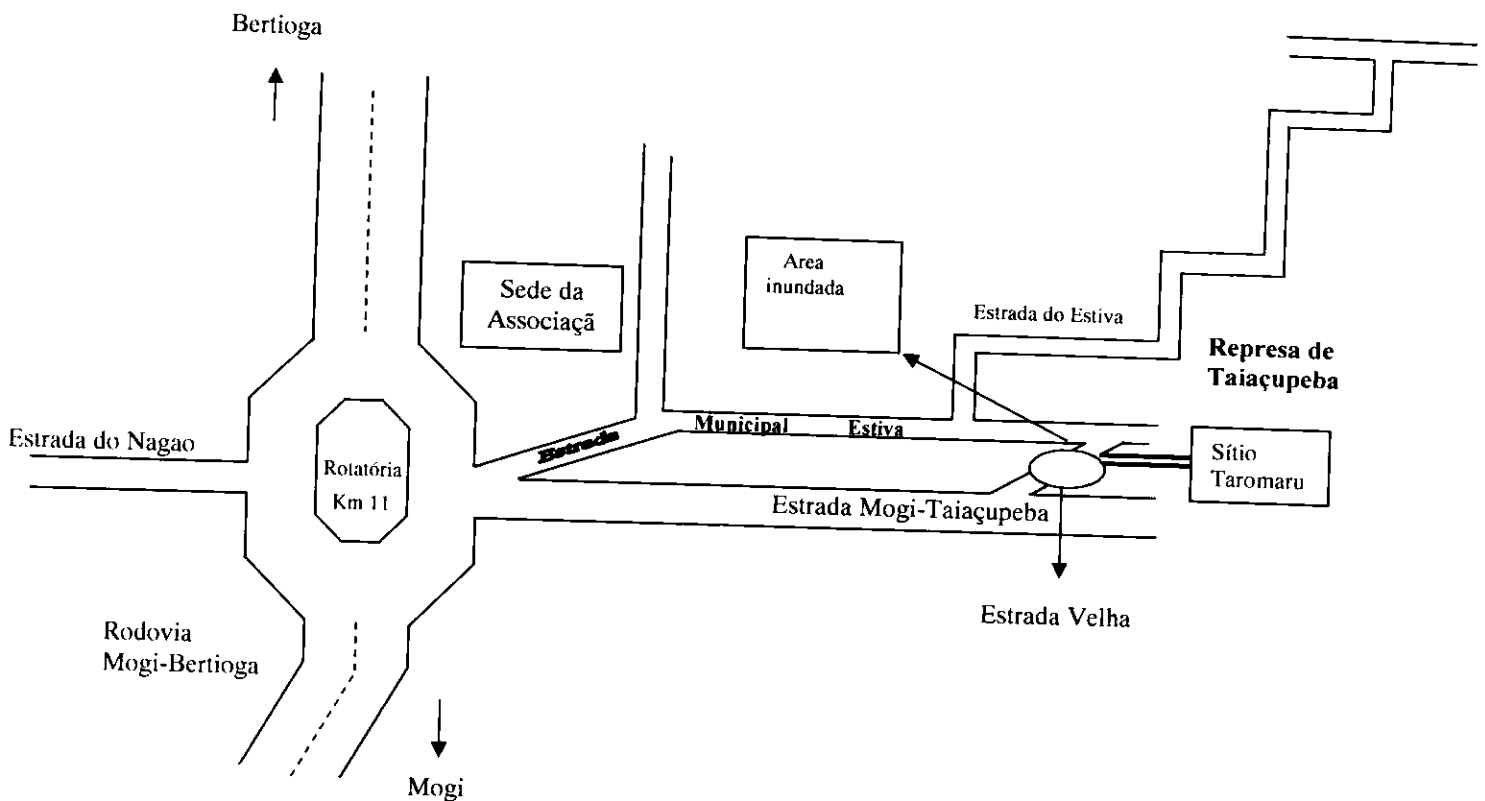 Bertioga
Sede da
Associaçã
Area
inundada
Estrada do Estiva
Represa de
Taiaçupeba
Estrada do Nagao
Rotatória
Km 11
Estrada
Municipal Estiva
Sítio
Taromaru
Estrada Mogi-Taiaçupeba
Estrada Velha
Rodovia
Mogi-Bertioga
Mogi